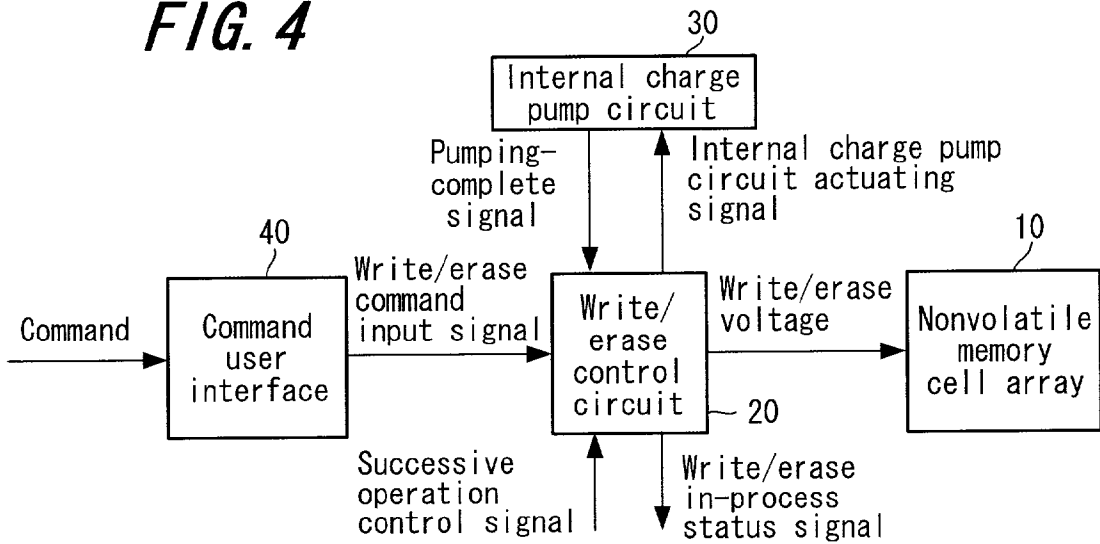 FIG. 4
30
Internal charge
pump circuit
Pumping-
complete
signal
Internal charge pump
circuit actuating
signal
40
10
Command
Command
user
interface
Write/erase
command
input signal
Write/
erase
control
circuit
20
Write/erase
voltage
Nonvolatile
memory
cell array
Successive
operation
control signal
Write/erase
in-process
status signal